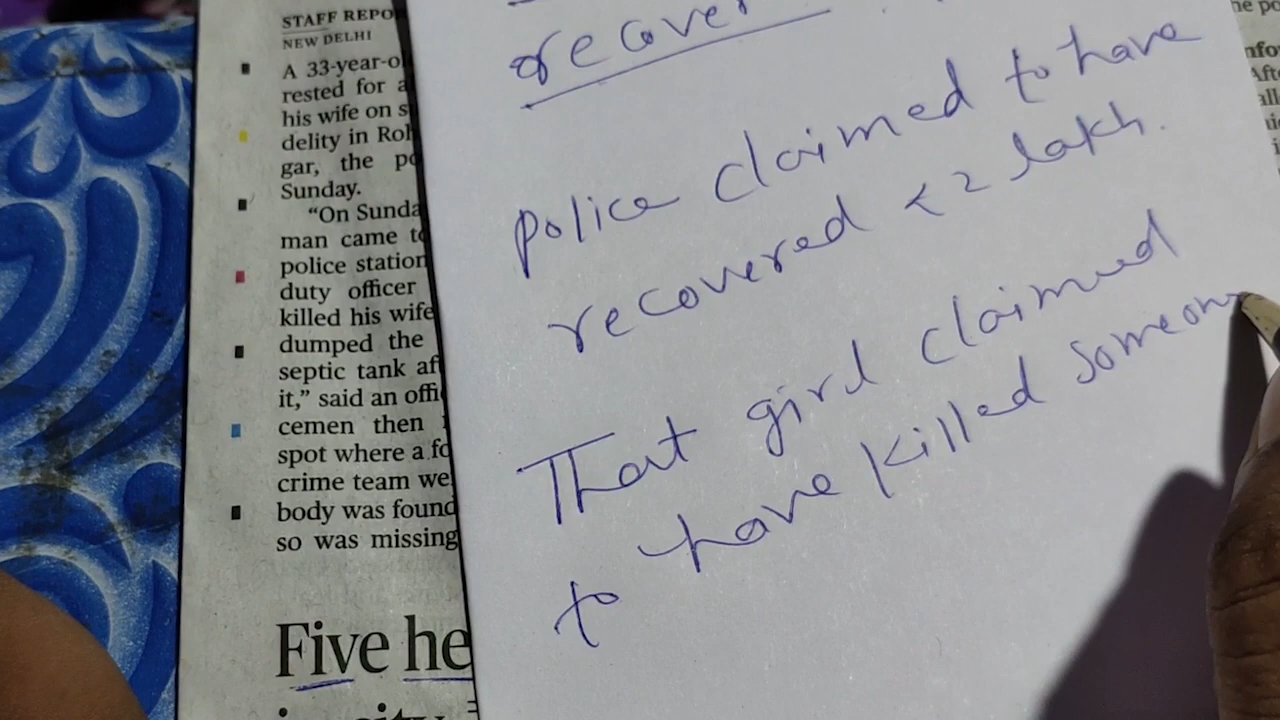 STAFF REPO
NEW DELHI
A 33-year-o
rested for a
his wife on s
delity in Roh
gar, the po
Sunday.
“On Sunda
man came to
police station
duty officer
killed his wife
dumped the
septic tank aft
it,” said an offi
cemen then
spot where a fo
crime team we
body was found
so was missing
Five he
in city
recover
police claimed to have
recovered < 2 lakh.
That girl claimed
to have killed someone